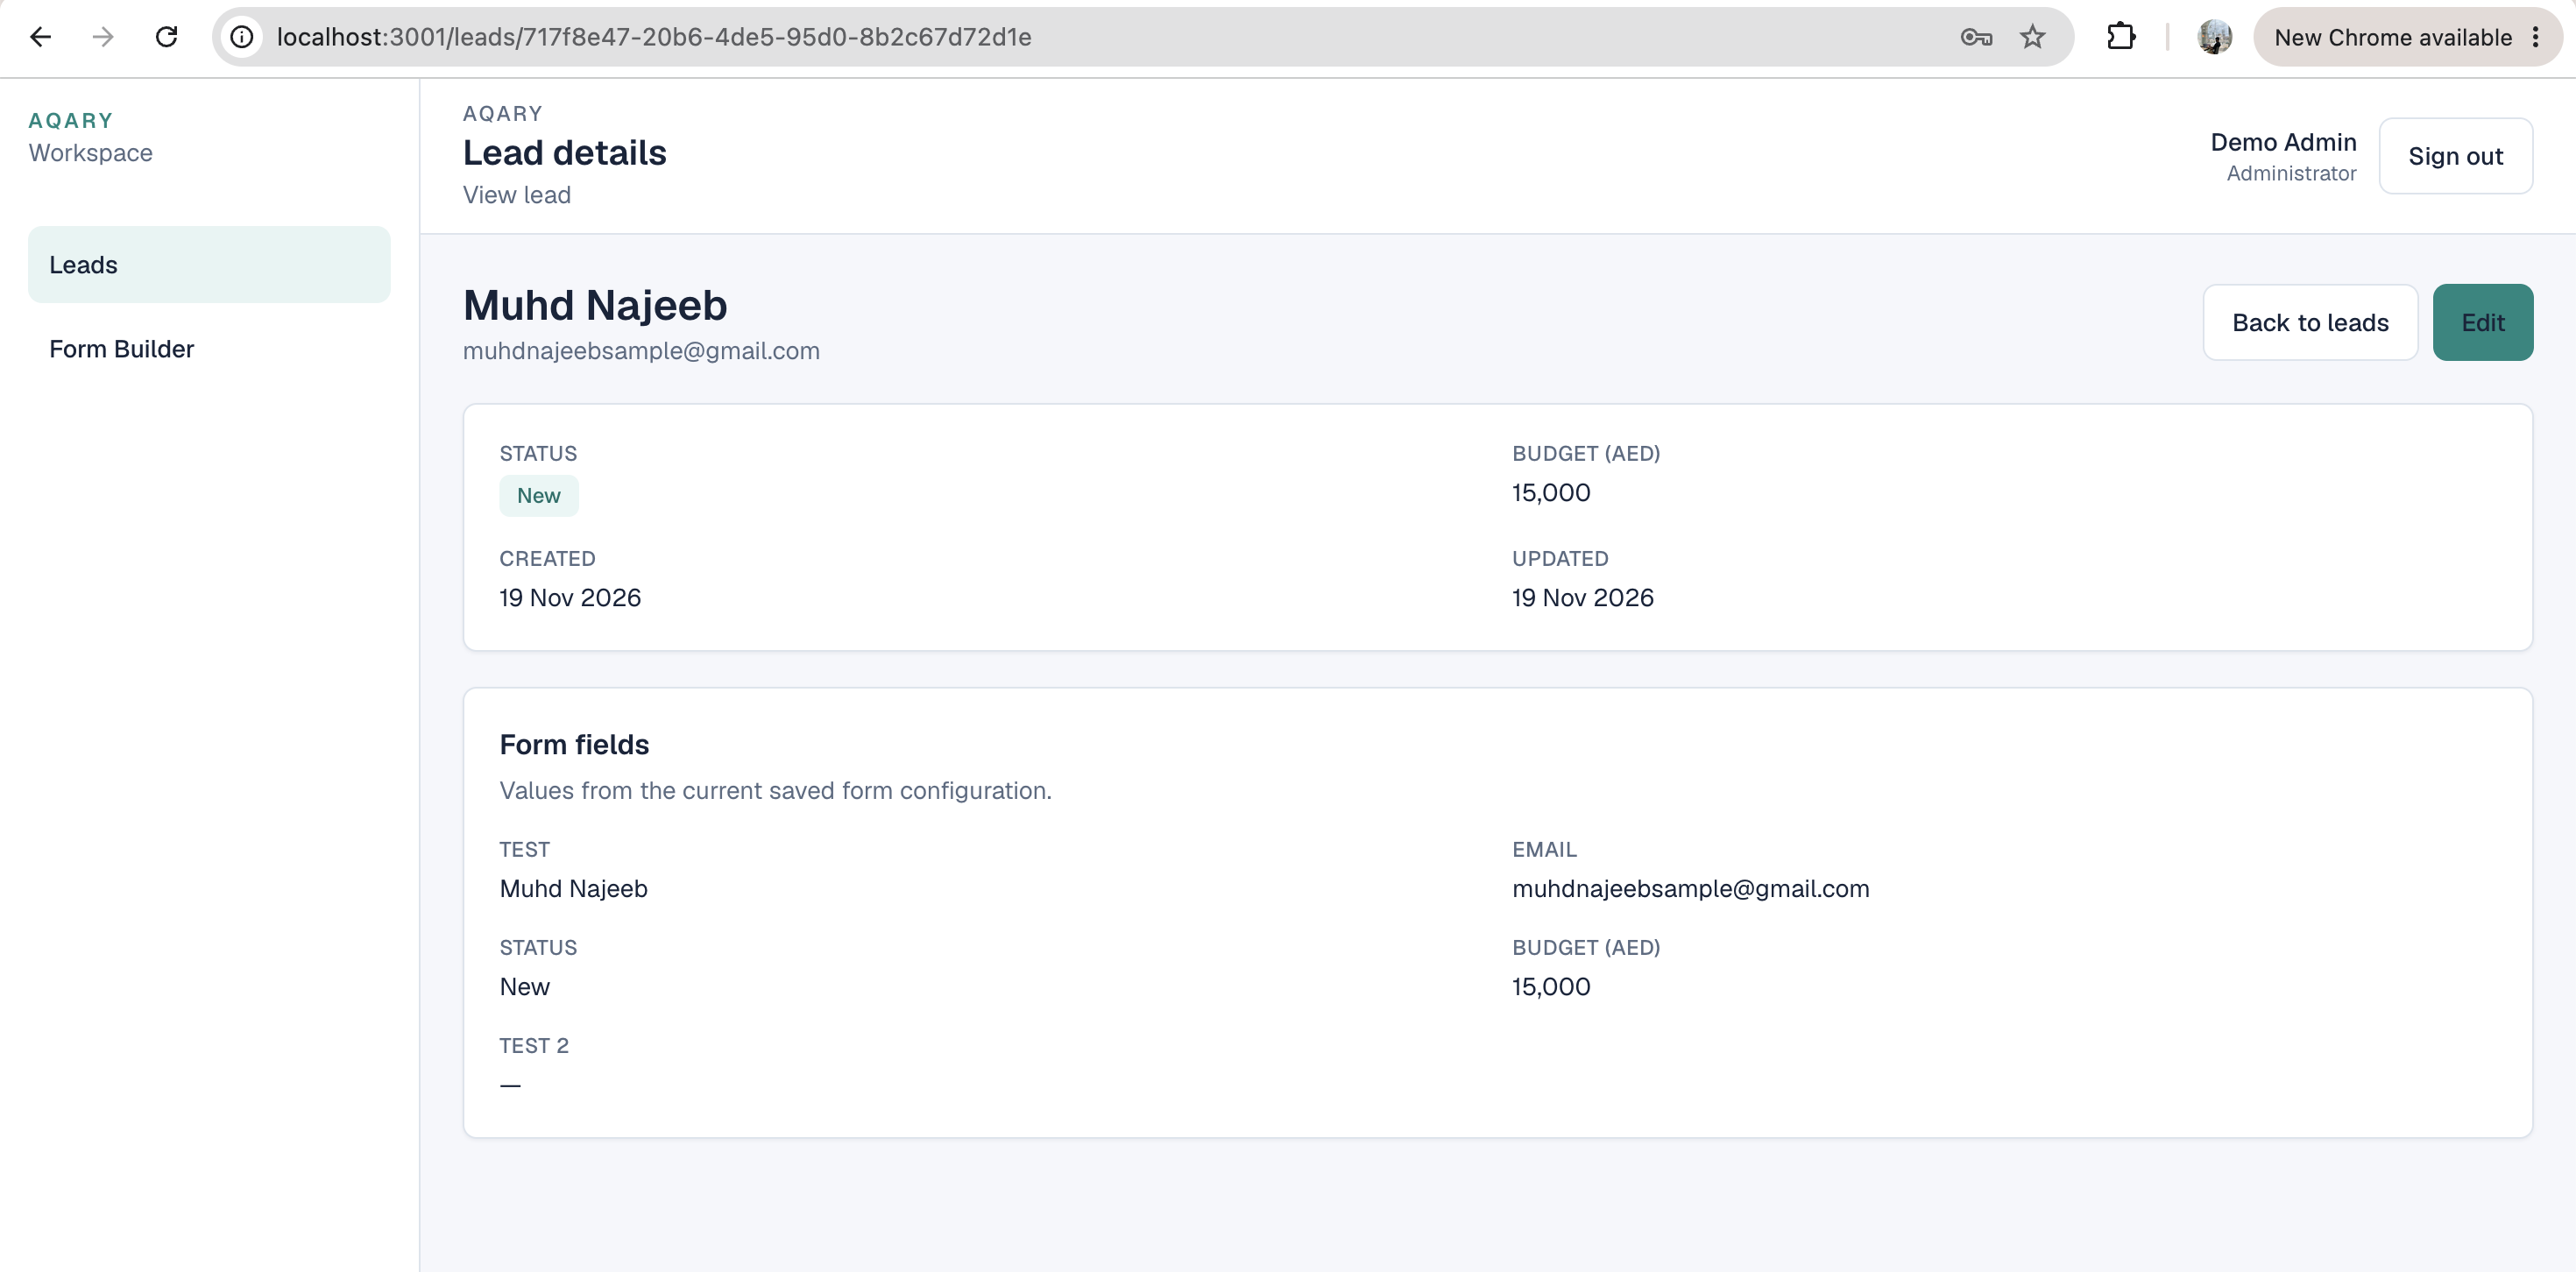 localhost:3001/leads/717f8e47-20b6-4de5-95d0-8b2c67d72d1e
New Chrome available
AQARY
Workspace
Leads
Form Builder
AQARY
Lead details
View lead
Demo Admin
Administrator
Sign out
Muhd Najeeb
muhdnajeebsample@gmail.com
Back to leads
Edit
STATUS
New
BUDGET (AED)
15,000
CREATED
19 Nov 2026
UPDATED
19 Nov 2026
Form fields
Values from the current saved form configuration.
TEST
Muhd Najeeb
EMAIL
muhdnajeebsample@gmail.com
STATUS
New
BUDGET (AED)
15,000
TEST 2
—